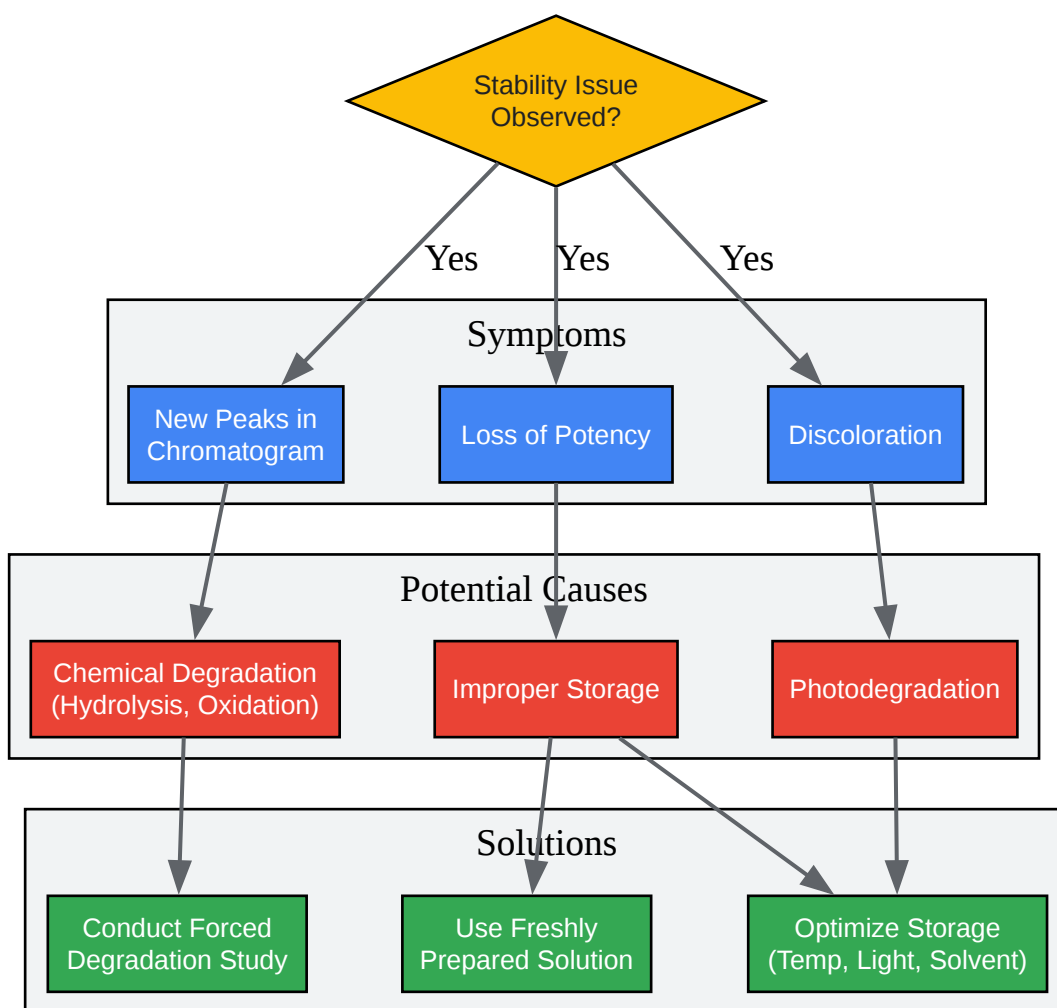 Stability Issue
Observed?
Yes
Yes
Yes
Symptoms
New Peaks in
Chromatogram
Loss of Potency
Discoloration
Potential Causes
Chemical Degradation
(Hydrolysis, Oxidation)
Improper Storage
Photodegradation
Solutions
Conduct Forced
Degradation Study
Use Freshly
Prepared Solution
Optimize Storage
(Temp, Light, Solvent)